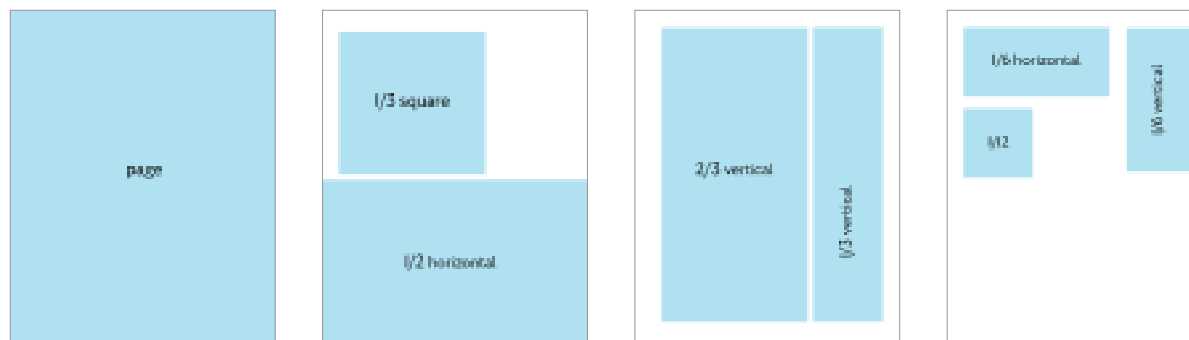 page
1/3 square
1/2 horizontal
2/3 vertical
1/3 vertical
1/6 horizontal
1/12
1/6 vertical